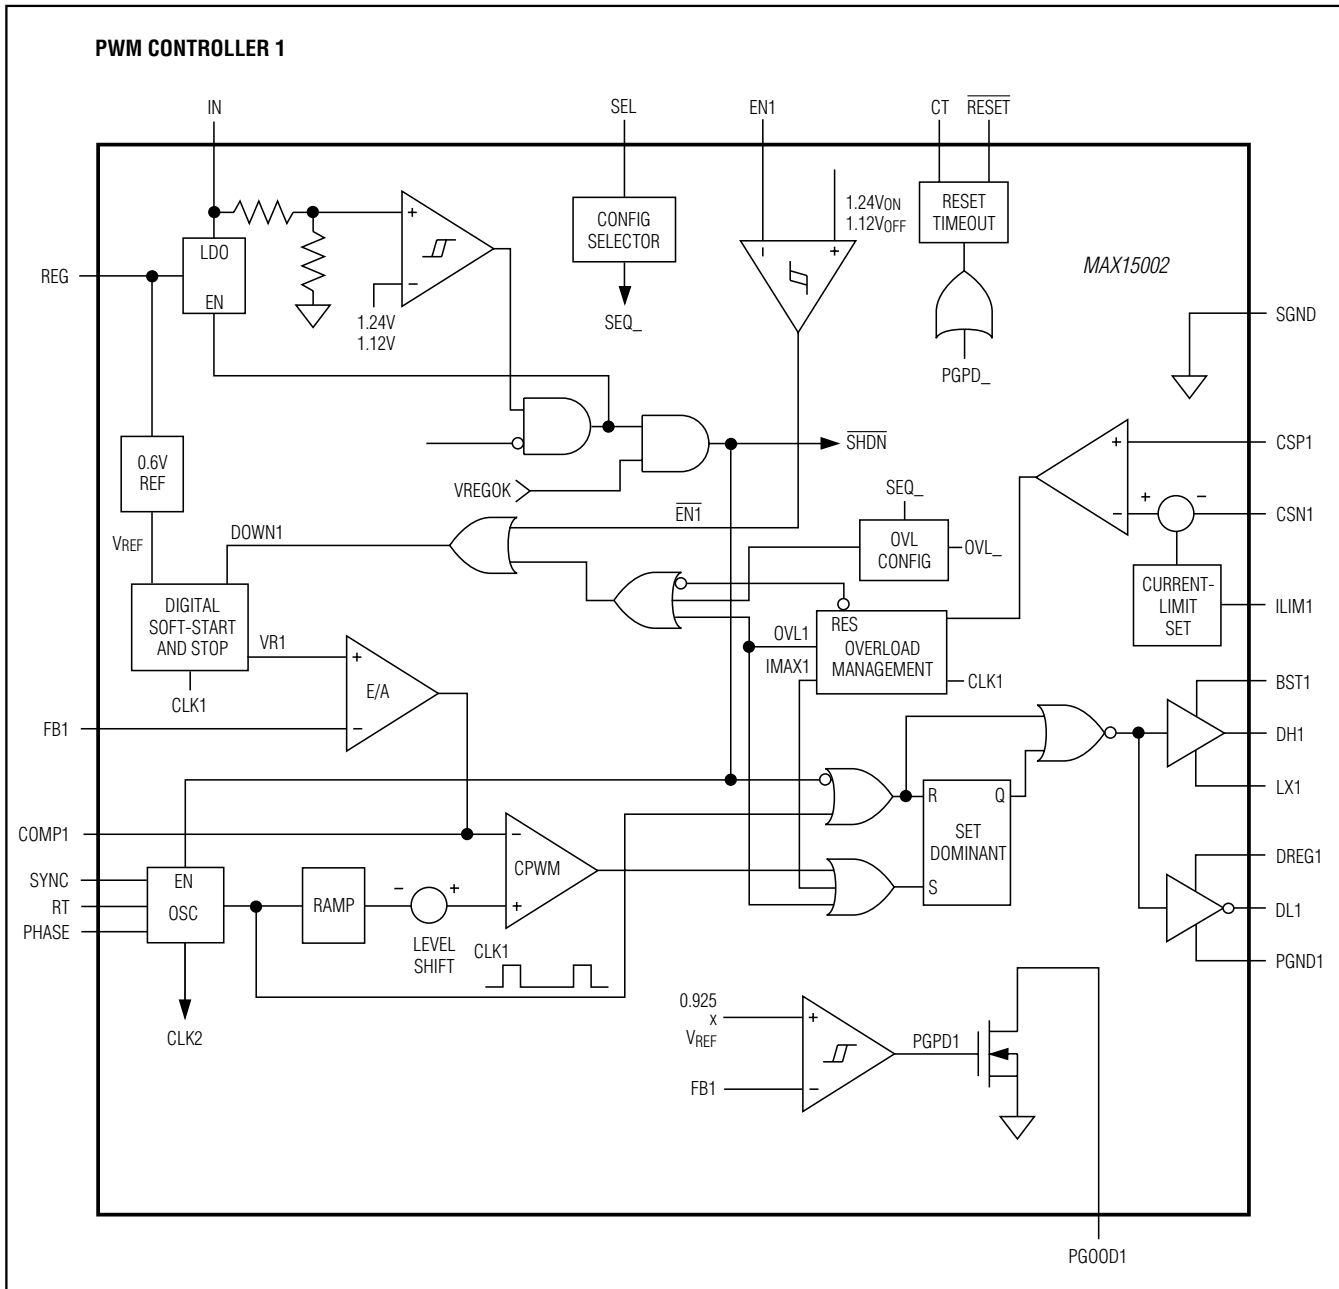 PWM CONTROLLER 1
IN
SEL
EN1
CT
RESET
LDO
EN
REG
+
−
1.24V
1.12V
CONFIG
SELECTOR
SEQ_
−
+
1.24VON
1.12VOFF
RESET
TIMEOUT
PGPD_
MAX15002
SGND
0.6V
REF
VREGOK
SHDN
EN1
SEQ_
OVL
CONFIG
OVL_
+
−
+
−
CSP1
CSN1
CURRENT-
LIMIT
SET
ILIM1
VREF
DOWN1
DIGITAL
SOFT-START
AND STOP
VR1
CLK1
+
−
E/A
FB1
OVL1
IMAX1
RES
OVERLOAD
MANAGEMENT
CLK1
BST1
DH1
LX1
COMP1
SYNC
RT
PHASE
EN
OSC
CLK2
RAMP
−
+
LEVEL
SHIFT
−
+
CPWM
CLK1
R
Q
SET
DOMINANT
S
DREG1
DL1
PGND1
0.925
x
VREF
FB1
+
−
PGPD1
PGOOD1